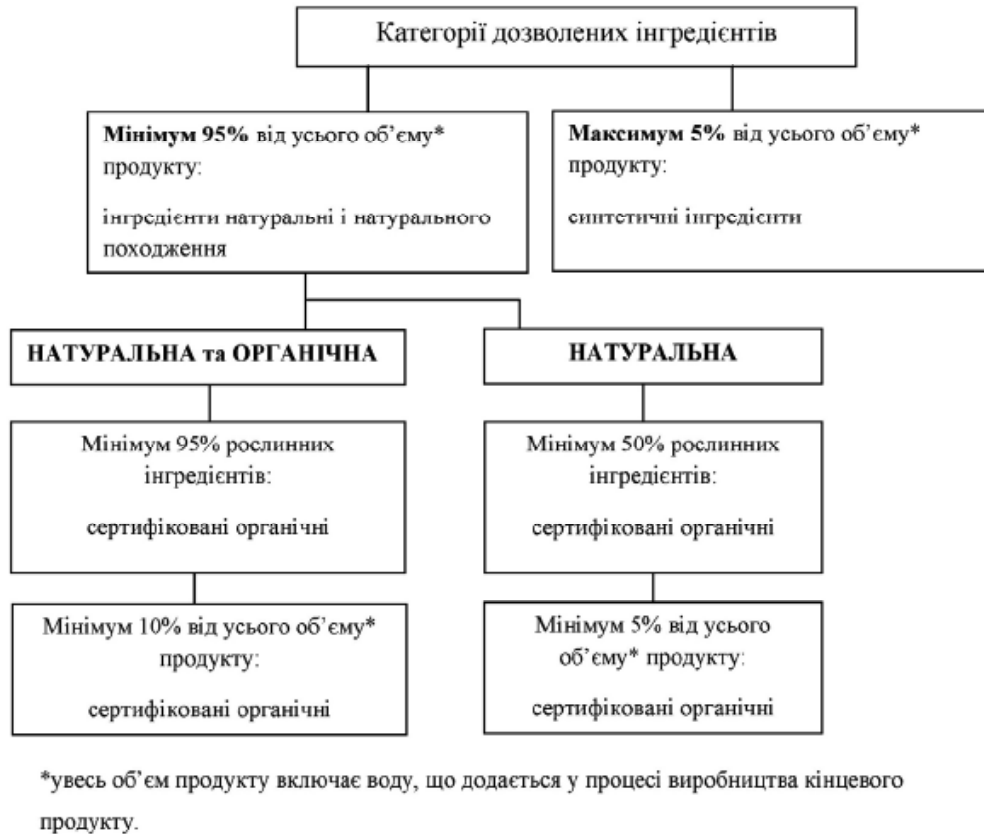 Категорії дозволених інгредієнтів
Мінімум 95% від усього об’єму*
продукту:
інгредієнти натуральні і натурального
походження
Максимум 5% від усього об’єму*
продукту:
синтетичні інгредієнти
НАТУРАЛЬНА та ОРГАНІЧНА
НАТУРАЛЬНА
Мінімум 95% рослинних
інгредієнтів:
сертифіковані органічні
Мінімум 50% рослинних
інгредієнтів:
сертифіковані органічні
Мінімум 10% від усього об’єму*
продукту:
сертифіковані органічні
Мінімум 5% від усього
об’єму* продукту:
сертифіковані органічні
*увесь об’єм продукту включає воду, що додається у процесі виробництва кінцевого
продукту.